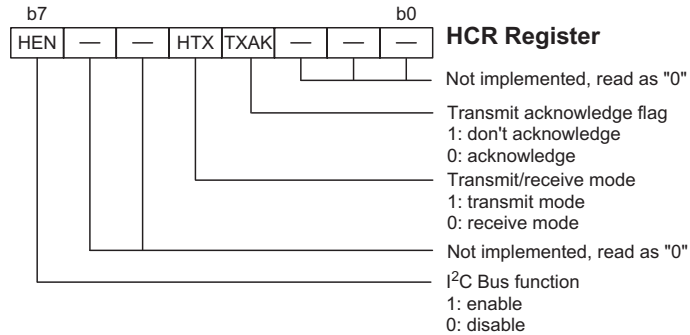 b7 b0
HEN — — HTX TXAK — — —
HCR Register
Not implemented, read as "0"
Transmit acknowledge flag
1: don't acknowledge
0: acknowledge
Transmit/receive mode
1: transmit mode
0: receive mode
Not implemented, read as "0"
I²C Bus function
1: enable
0: disable